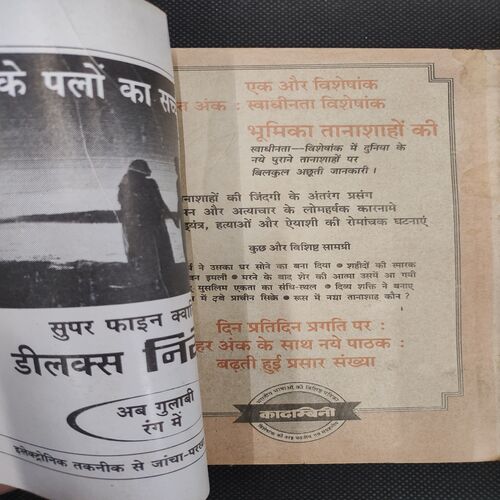 के पलों का
सुपर फाइन
डीलक्स
अब गुलाबी
रंग में
इलेक्ट्रॉनिक तकनीक से जांचा-परखा
एक और विशेषांक
अंक : स्वाधीनता विशेषांक
भूमिका तानाशाहों की
स्वाधीनता—विशेषांक में दुनिया के
नये पुराने तानाशाहों पर
बिलकुल अछूती जानकारी ।
नाशाहों की जिंदगी के अंतरंग प्रसंग
और अत्याचार के लोमहर्षक कारनामे
हत्याओं और ऐयाशी की रोमांचक घटनाएं
कुछ और विशिष्ट सामग्री
ने उसका घर सोने का बना दिया • शहीदों की स्मारक
इमली • मरने के बाद शेर की आत्मा उसमें आ गयी
मुसलिम एकता का संधि-स्थल • दिव्य शक्ति ने बनाए
में दबे प्राचीन सिक्के • रूस में नया तानाशाह कौन ?
दिन प्रतिदिन प्रगति पर :
हर अंक के साथ नये पाठक :
बढ़ती हुई प्रसार संख्या
भारतीय भाषाओं की विशिष्ट पत्रिका
कादम्बिनी